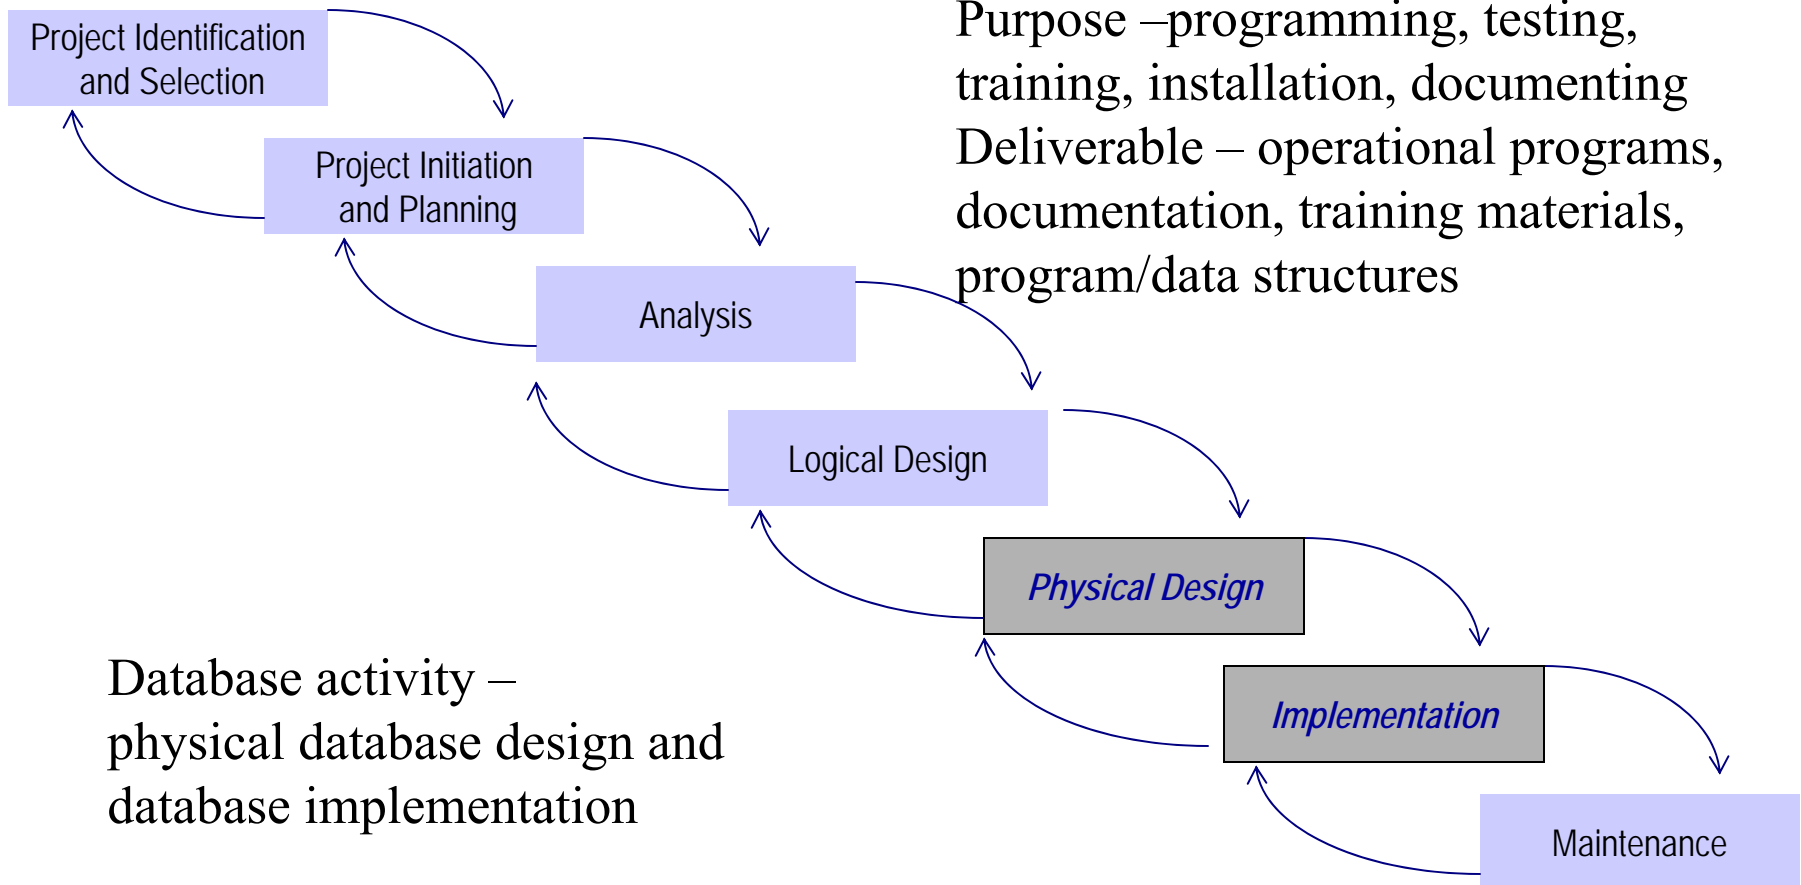 Project Identification
and Selection
Purpose –programming, testing,
training, installation, documenting
Deliverable – operational programs,
documentation, training materials,
program/data structures
Project Initiation
and Planning
Analysis
Logical Design
Physical Design
Implementation
Maintenance
Database activity –
physical database design and
database implementation